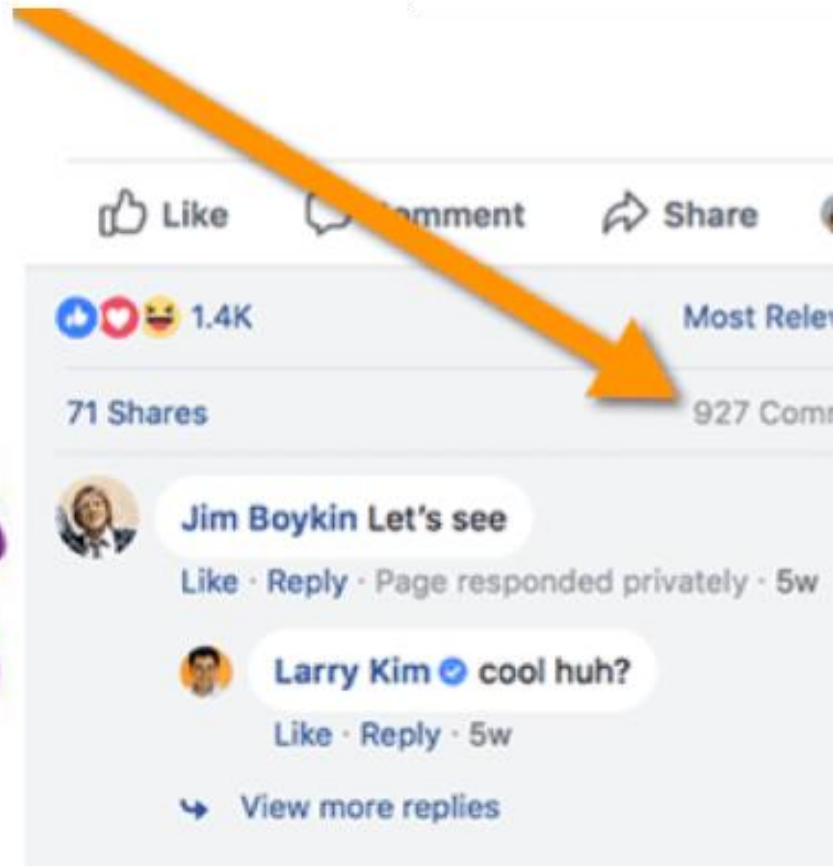 Like omment Share
1.4K Most Relev
71 Shares 927 Comm
Jim Boykin Let's see
Like · Reply · Page responded privately · 5w
Larry Kim cool huh?
Like · Reply · 5w
View more replies